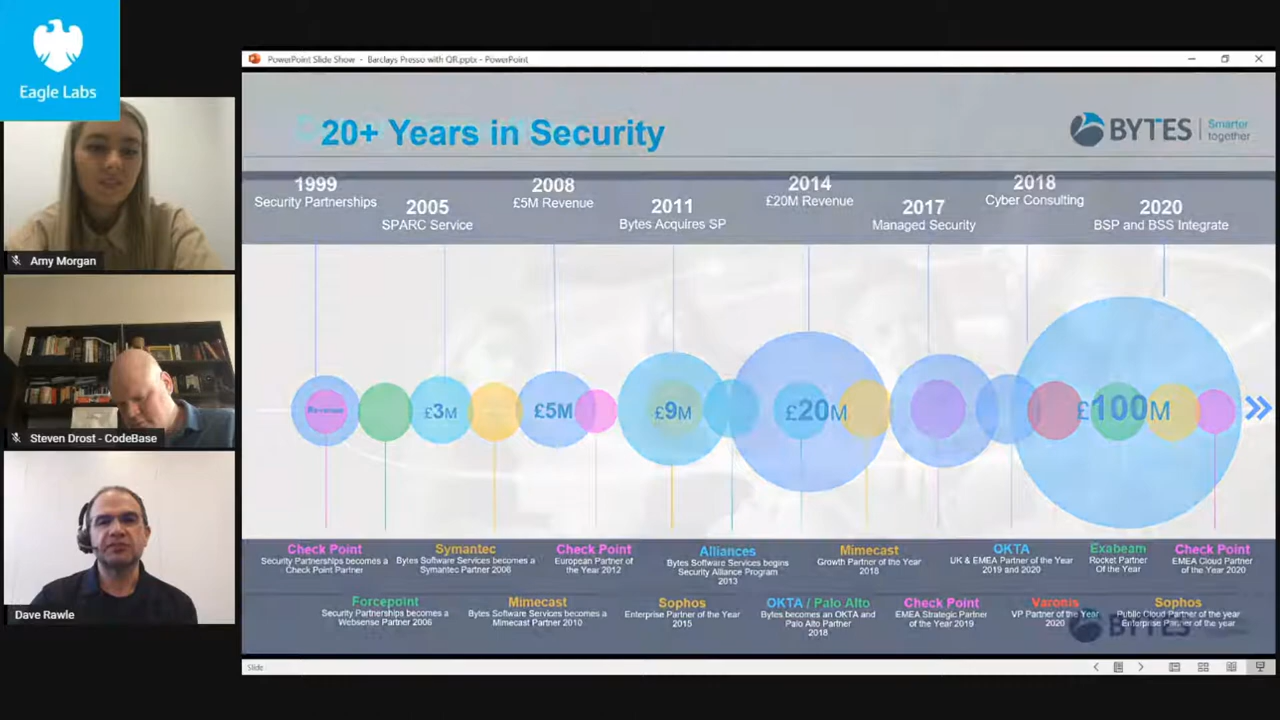 Eagle Labs
PowerPoint Slide Show - Barclays Presso with QR.pptx - PowerPoint
20+ Years in Security
BYTES
Smarter
together
1999
Security Partnerships
2005
SPARC Service
2008
£5M Revenue
2011
Bytes Acquires SP
2014
£20M Revenue
2017
Managed Security
2018
Cyber Consulting
2020
BSP and BSS Integrate
Amy Morgan
Steven Drost - CodeBase
Dave Rawle
Revenue
£3M
£5M
£9M
£20M
£100M
Check Point
Security Partnerships becomes a
Check Point Partner
Symantec
Bytes Software Services becomes a
Symantec Partner 2006
Check Point
European Partner of
the Year 2012
Alliances
Bytes Software Services begins
Security Alliance Program
2013
Mimecast
Growth Partner of the Year
2018
OKTA
UK & EMEA Partner of the Year
2019 and 2020
Exabeam
Rocket Partner
Of the Year
Check Point
EMEA Cloud Partner
of the Year 2020
Forcepoint
Security Partnerships becomes a
Websense Partner 2006
Mimecast
Bytes Software Services becomes a
Mimecast Partner 2010
Sophos
Enterprise Partner of the Year
2015
OKTA / Palo Alto
Bytes becomes an OKTA and
Palo Alto Partner
2018
Check Point
EMEA Strategic Partner
of the Year 2019
Varonis
VP Partner of the Year
2020
Sophos
Public Cloud Partner of the year
Enterprise Partner of the year
BYTES
Slide